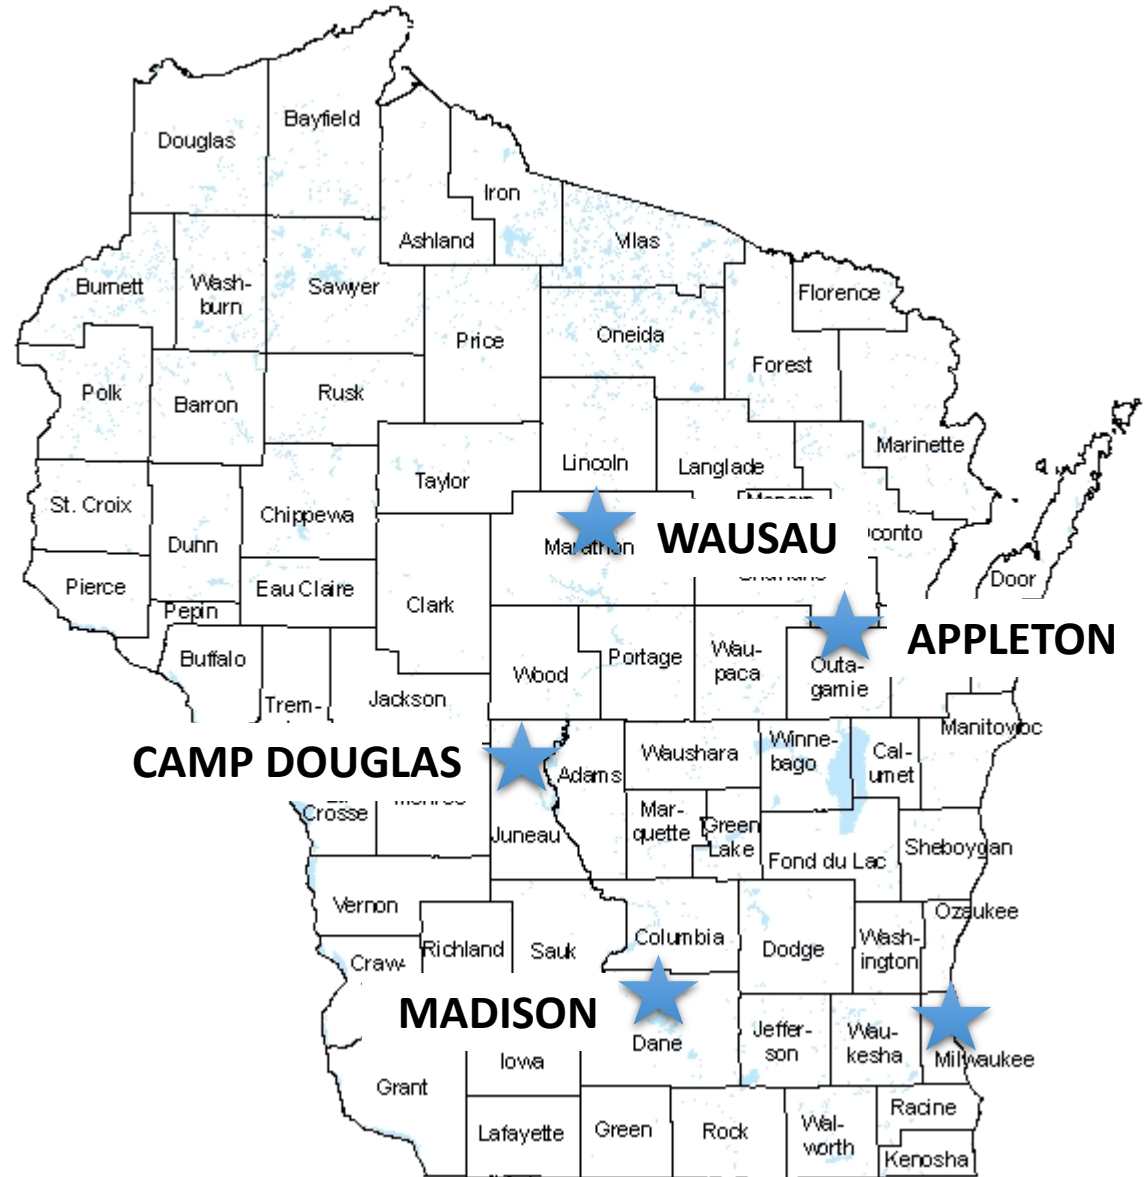 Bayfield
Douglas
Iron
Ashland
Vilas
Burnett
Wash-
burn
Sawyer
Florence
Price
Oneida
Forest
Polk
Barron
Rusk
Marinette
Lincoln
Langlade
Taylor
St. Croix
Chippewa
WAUSAU
Marathon
conto
Dunn
Door
Pierce
Eau Claire
Clark
Pepin
APPLETON
Buffalo
Wood
Portage
Wau-
paca
Outa-
gamie
Trem-
Jackson
Manitowoc
CAMP DOUGLAS
Adams
Waushara
Winne-
bago
Cal-
umet
Crosse
Juneau
Mar-
quette
Green
Lake
Fond du Lac
Sheboygan
Vernon
Ozaukee
Richland
Sauk
Columbia
Dodge
Wash-
ington
Craw-
MADISON
Dane
Jeffer-
son
Wau-
kesha
Milwaukee
Iowa
Grant
Racine
Lafayette
Green
Rock
Wal-
worth
Kenosha